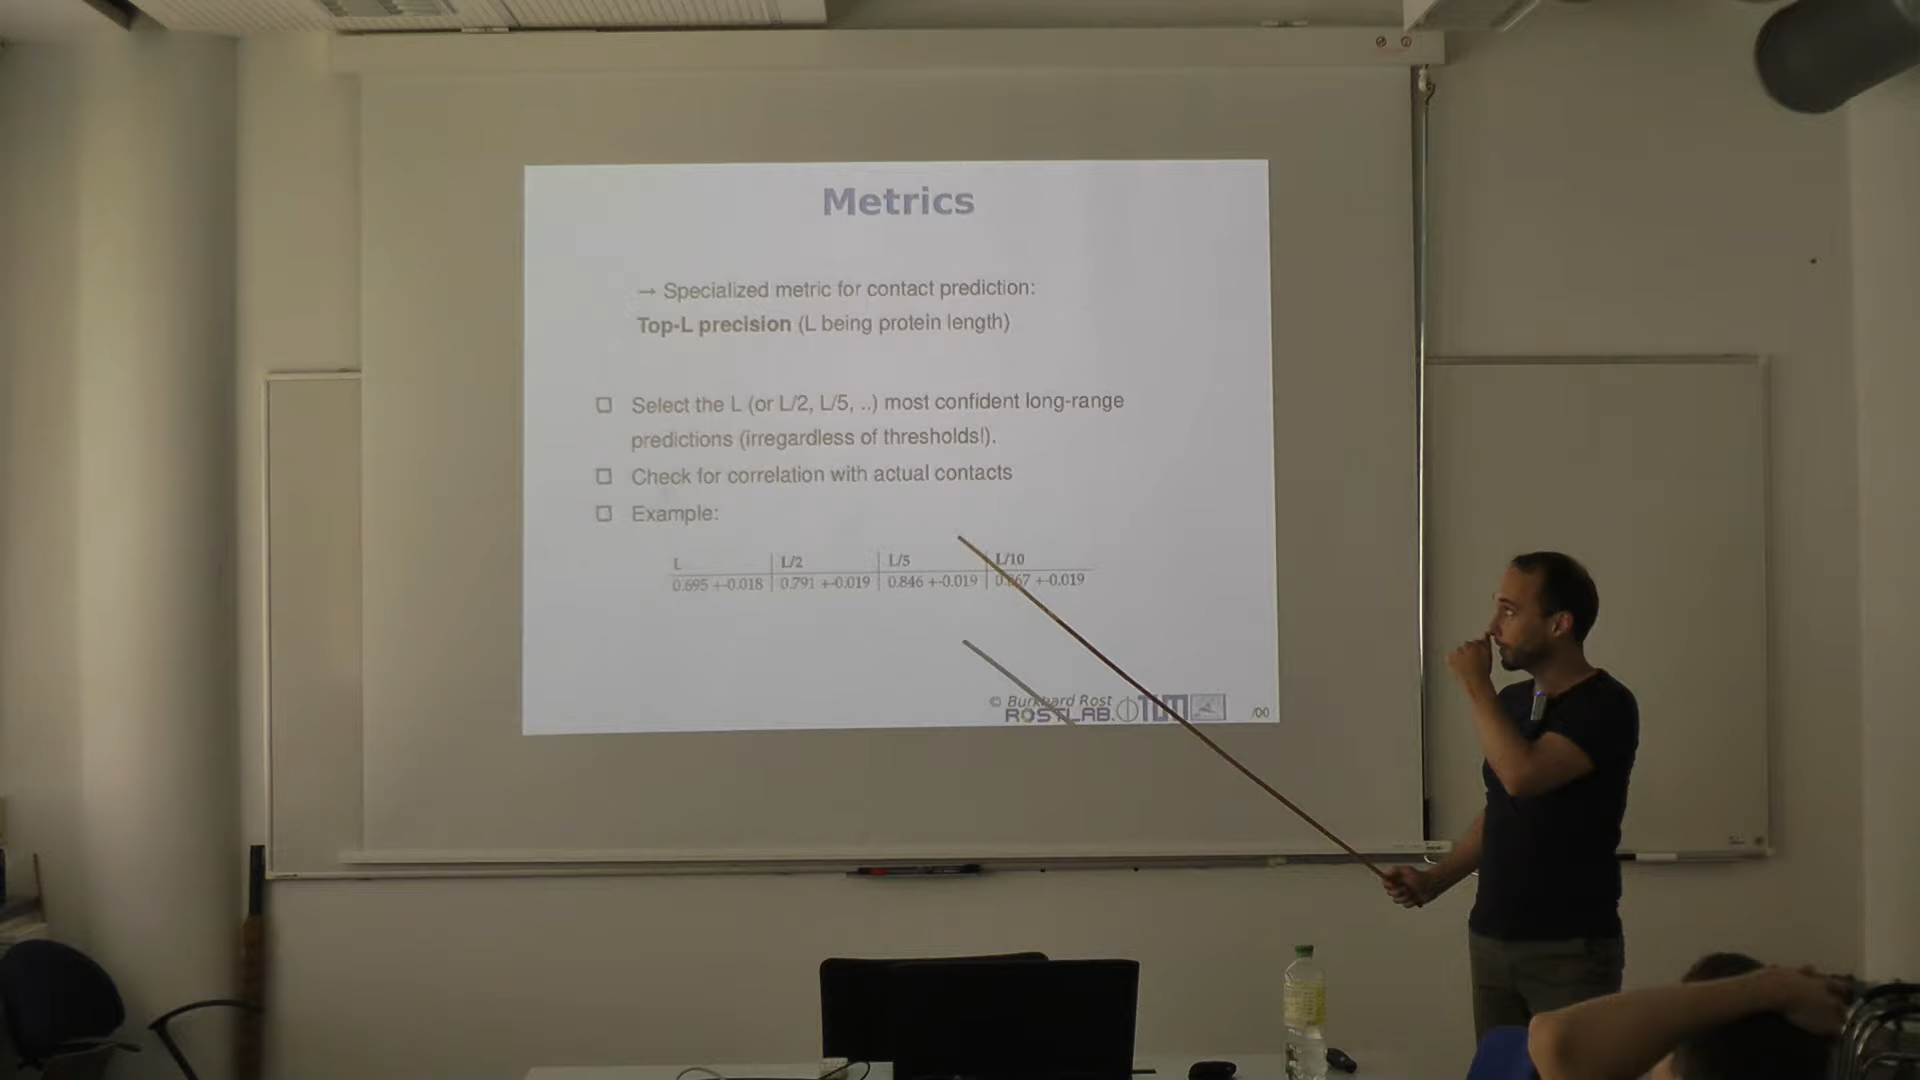 Metrics
→ Specialized metric for contact prediction:
Top-L precision (L being protein length)
Select the L (or L/2, L/5, ..) most confident long-range
predictions (irregardless of thresholds!).
Check for correlation with actual contacts
Example:
L L/2 L/5 L/10
0.695 +-0.018 0.791 +-0.019 0.846 +-0.019 +-0.019
© Burkhard Rost
ROSTLAB. TUM
/00